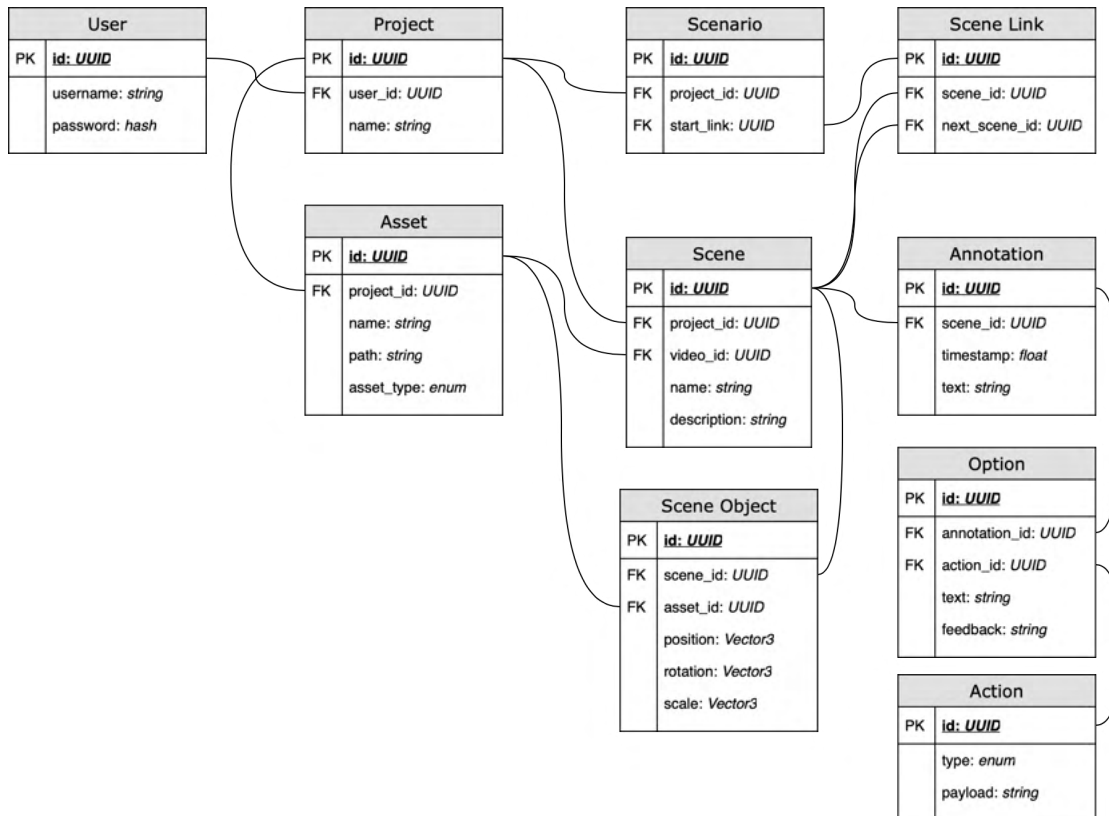 User
PK id: UUID
username: string
password: hash
Project
PK id: UUID
FK user_id: UUID
name: string
Scenario
PK id: UUID
FK project_id: UUID
FK start_link: UUID
Scene Link
PK id: UUID
FK scene_id: UUID
FK next_scene_id: UUID
Asset
PK id: UUID
FK project_id: UUID
name: string
path: string
asset_type: enum
Scene
PK id: UUID
FK project_id: UUID
FK video_id: UUID
name: string
description: string
Annotation
PK id: UUID
FK scene_id: UUID
timestamp: float
text: string
Scene Object
PK id: UUID
FK scene_id: UUID
FK asset_id: UUID
position: Vector3
rotation: Vector3
scale: Vector3
Option
PK id: UUID
FK annotation_id: UUID
FK action_id: UUID
text: string
feedback: string
Action
PK id: UUID
type: enum
payload: string